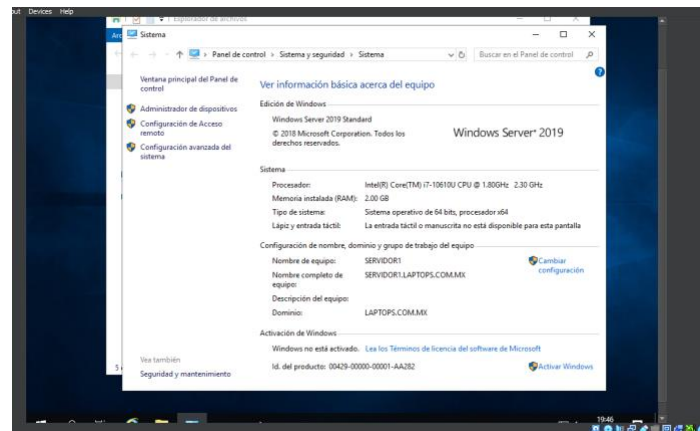 Devices Help
Explorador de archivos
Sistema
Panel de control > Sistema y seguridad > Sistema
Buscar en el Panel de control
Ventana principal del Panel de
control
Administrador de dispositivos
Configuración de Acceso
remoto
Configuración avanzada del
sistema
Ver información básica acerca del equipo
Edición de Windows
Windows Server 2019 Standard
© 2018 Microsoft Corporation. Todos los
derechos reservados.
Windows Server® 2019
Sistema
Procesador: Intel(R) Core(TM) i7-10610U CPU @ 1.80GHz 2.30 GHz
Memoria instalada (RAM): 2.00 GB
Tipo de sistema: Sistema operativo de 64 bits, procesador x64
Lápiz y entrada táctil: La entrada táctil o manuscrita no está disponible para esta pantalla
Configuración de nombre, dominio y grupo de trabajo del equipo
Nombre de equipo: SERVIDOR1
Cambiar
configuración
Nombre completo de
equipo: SERVIDOR1.LAPTOPS.COM.MX
Descripción del equipo:
Dominio: LAPTOPS.COM.MX
Activación de Windows
Windows no está activado. Lea los Términos de licencia del software de Microsoft
Id. del producto: 00429-00000-00001-AA282
Activar Windows
Vea también
Seguridad y mantenimiento
19:46